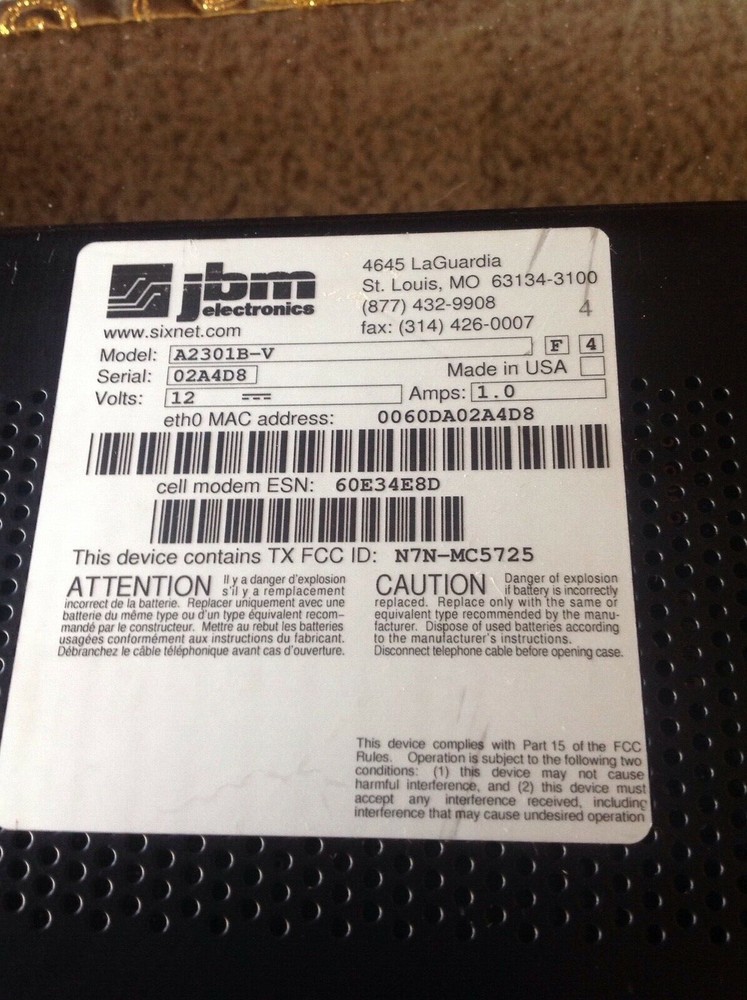 jbm
electronics
www.sixnet.com
4645 LaGuardia
St. Louis, MO 63134-3100
(877) 432-9908
fax: (314) 426-0007
4
Model: A2301B-V F 4
Serial: 02A4D8 Made in USA
Volts: 12 Amps: 1.0
eth0 MAC address: 0060DA02A4D8
cell modem ESN: 60E34E8D
This device contains TX FCC ID: N7N-MC5725
ATTENTION Il y a danger d'explosion
s'il y a remplacement
incorrect de la batterie. Replacer uniquement avec une
batterie du même type ou d'un type équivalent recom-
mandé par le constructeur. Mettre au rebut les batteries
usagées conformément aux instructions du fabricant.
Débranchez le câble téléphonique avant cas d'ouverture.
CAUTION Danger of explosion
if battery is incorrectly
replaced. Replace only with the same or
equivalent type recommended by the manu-
facturer. Dispose of used batteries according
to the manufacturer's instructions.
Disconnect telephone cable before opening case.
This device complies with Part 15 of the FCC
Rules. Operation is subject to the following two
conditions: (1) this device may not cause
harmful interference, and (2) this device must
accept any interference received, including
interference that may cause undesired operation